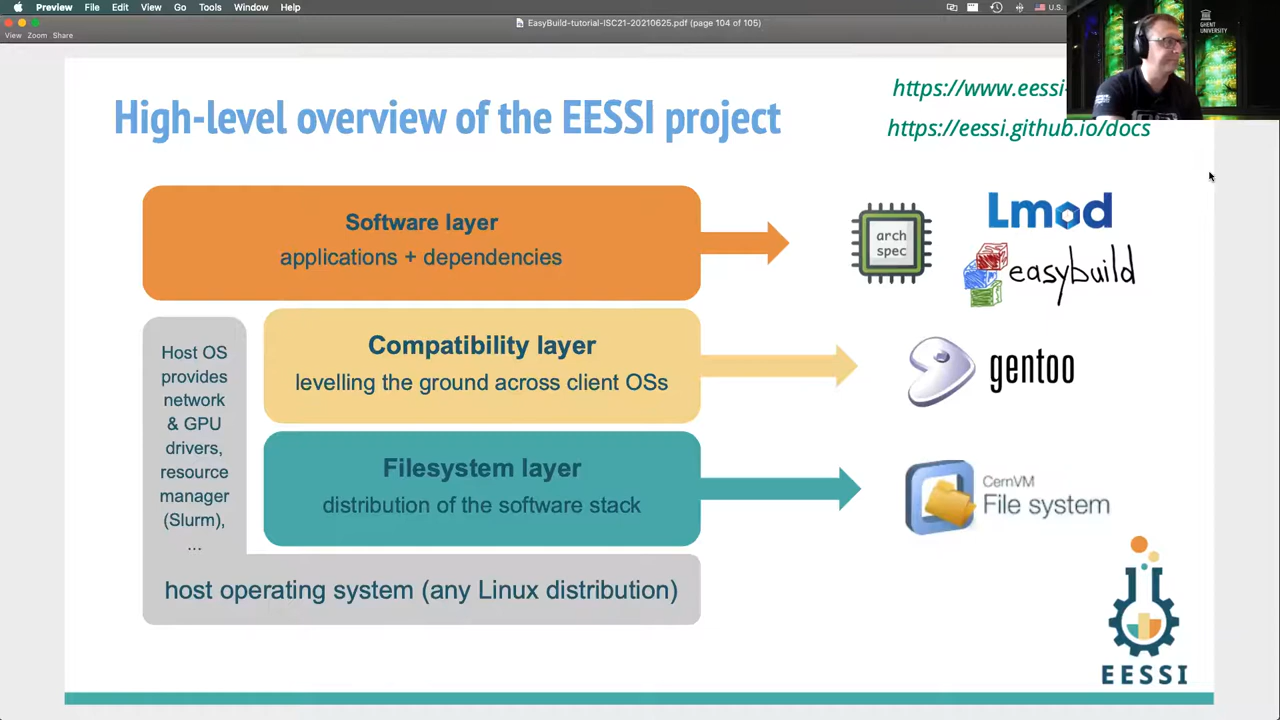 Preview File Edit View Go Tools Window Help
U.S.
EasyBuild-tutorial-ISC21-20210625.pdf (page 104 of 105)
View Zoom Share
GHENT
UNIVERSITY
High-level overview of the EESSI project
https://www.eessi-
https://eessi.github.io/docs
Software layer
applications + dependencies
arch
spec
Lmod
easybuild
Host OS
provides
network
& GPU
drivers,
resource
manager
(Slurm),
...
Compatibility layer
levelling the ground across client OSs
gentoo
Filesystem layer
distribution of the software stack
CernVM
File system
host operating system (any Linux distribution)
EESSI